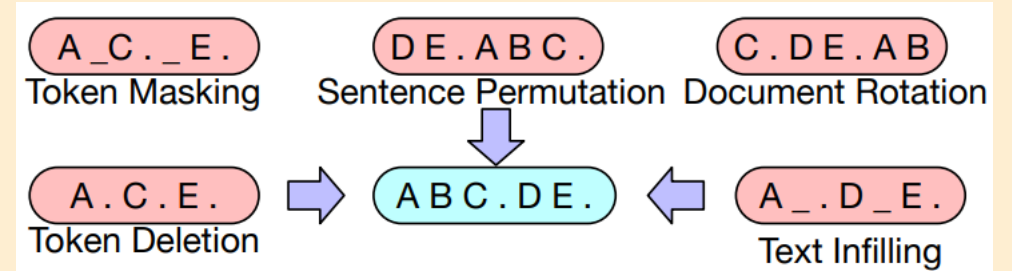 A _ C . _ E .
D E . A B C .
C . D E . A B
Token Masking
Sentence Permutation
Document Rotation
A . C . E .
A B C . D E .
A _ . D _ E .
Token Deletion
Text Infilling